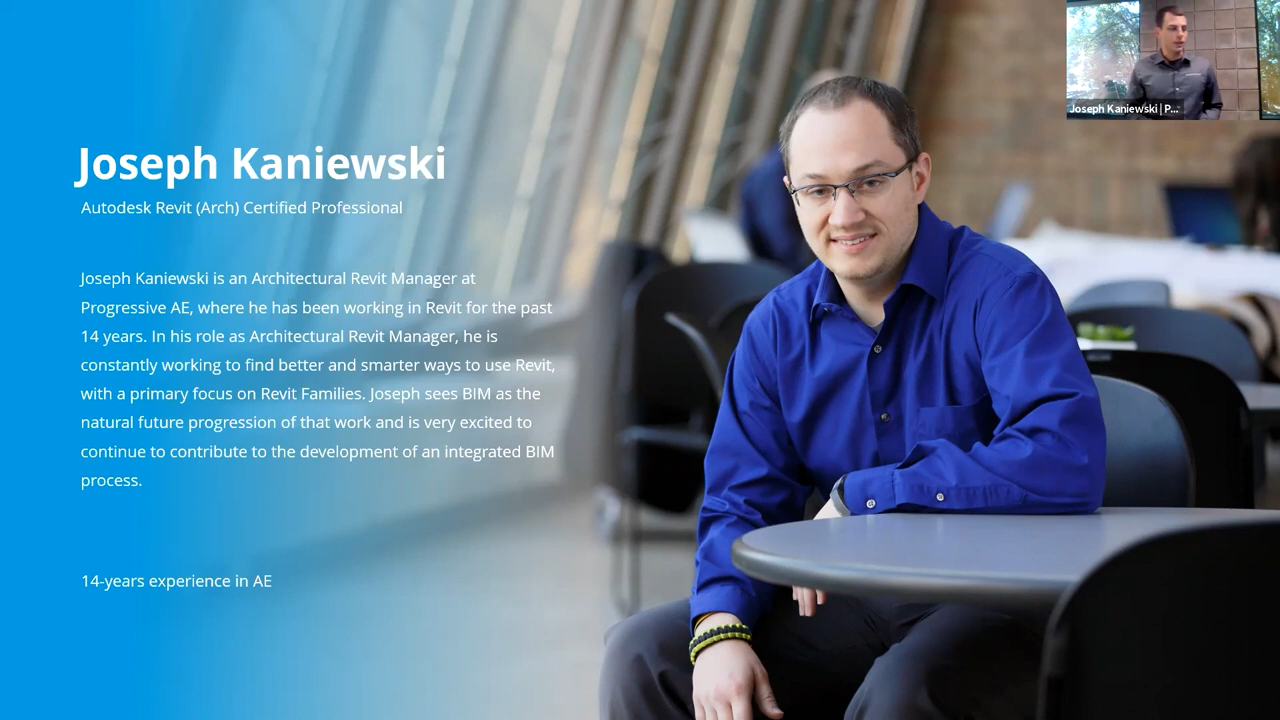 Joseph Kaniewski | P...
Joseph Kaniewski
Autodesk Revit (Arch) Certified Professional
Joseph Kaniewski is an Architectural Revit Manager at
Progressive AE, where he has been working in Revit for the past
14 years. In his role as Architectural Revit Manager, he is
constantly working to find better and smarter ways to use Revit,
with a primary focus on Revit Families. Joseph sees BIM as the
natural future progression of that work and is very excited to
continue to contribute to the development of an integrated BIM
process.
14-years experience in AE